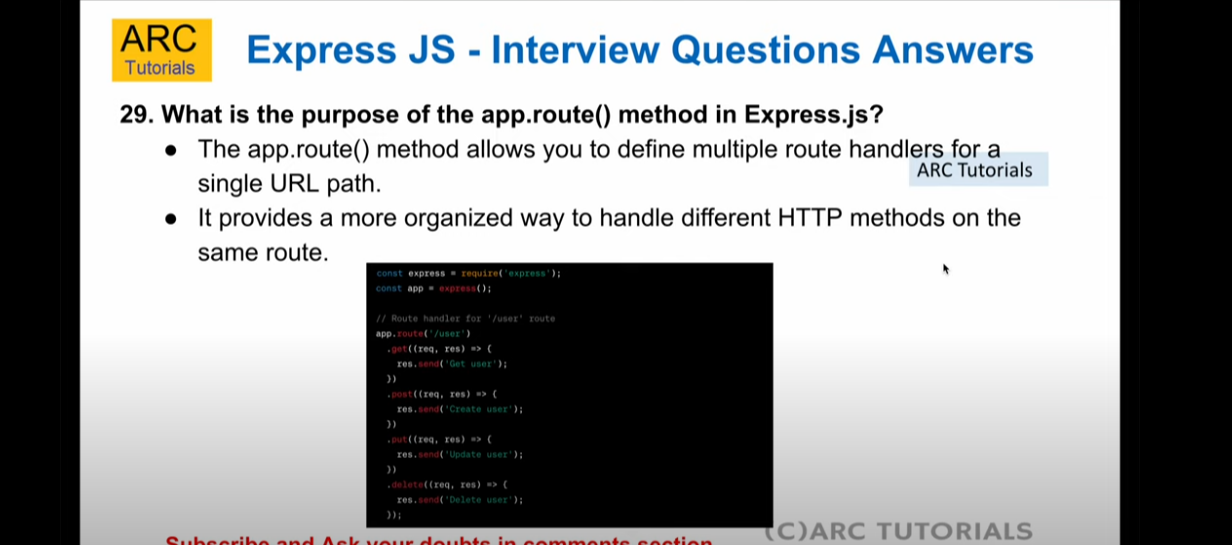 ARC
Tutorials
Express JS - Interview Questions Answers
29. What is the purpose of the app.route() method in Express.js?
● The app.route() method allows you to define multiple route handlers for a
single URL path.
ARC Tutorials
● It provides a more organized way to handle different HTTP methods on the
same route.
const express = require('express');
const app = express();
// Route handler for '/user' route
app.route('/user')
.get((req, res) => {
res.send('Get user');
})
.post((req, res) => {
res.send('Create user');
})
.put((req, res) => {
res.send('Update user');
})
.delete((req, res) => {
res.send('Delete user');
});
(C)ARC TUTORIALS
Subscribe and Ask your doubts in comments section